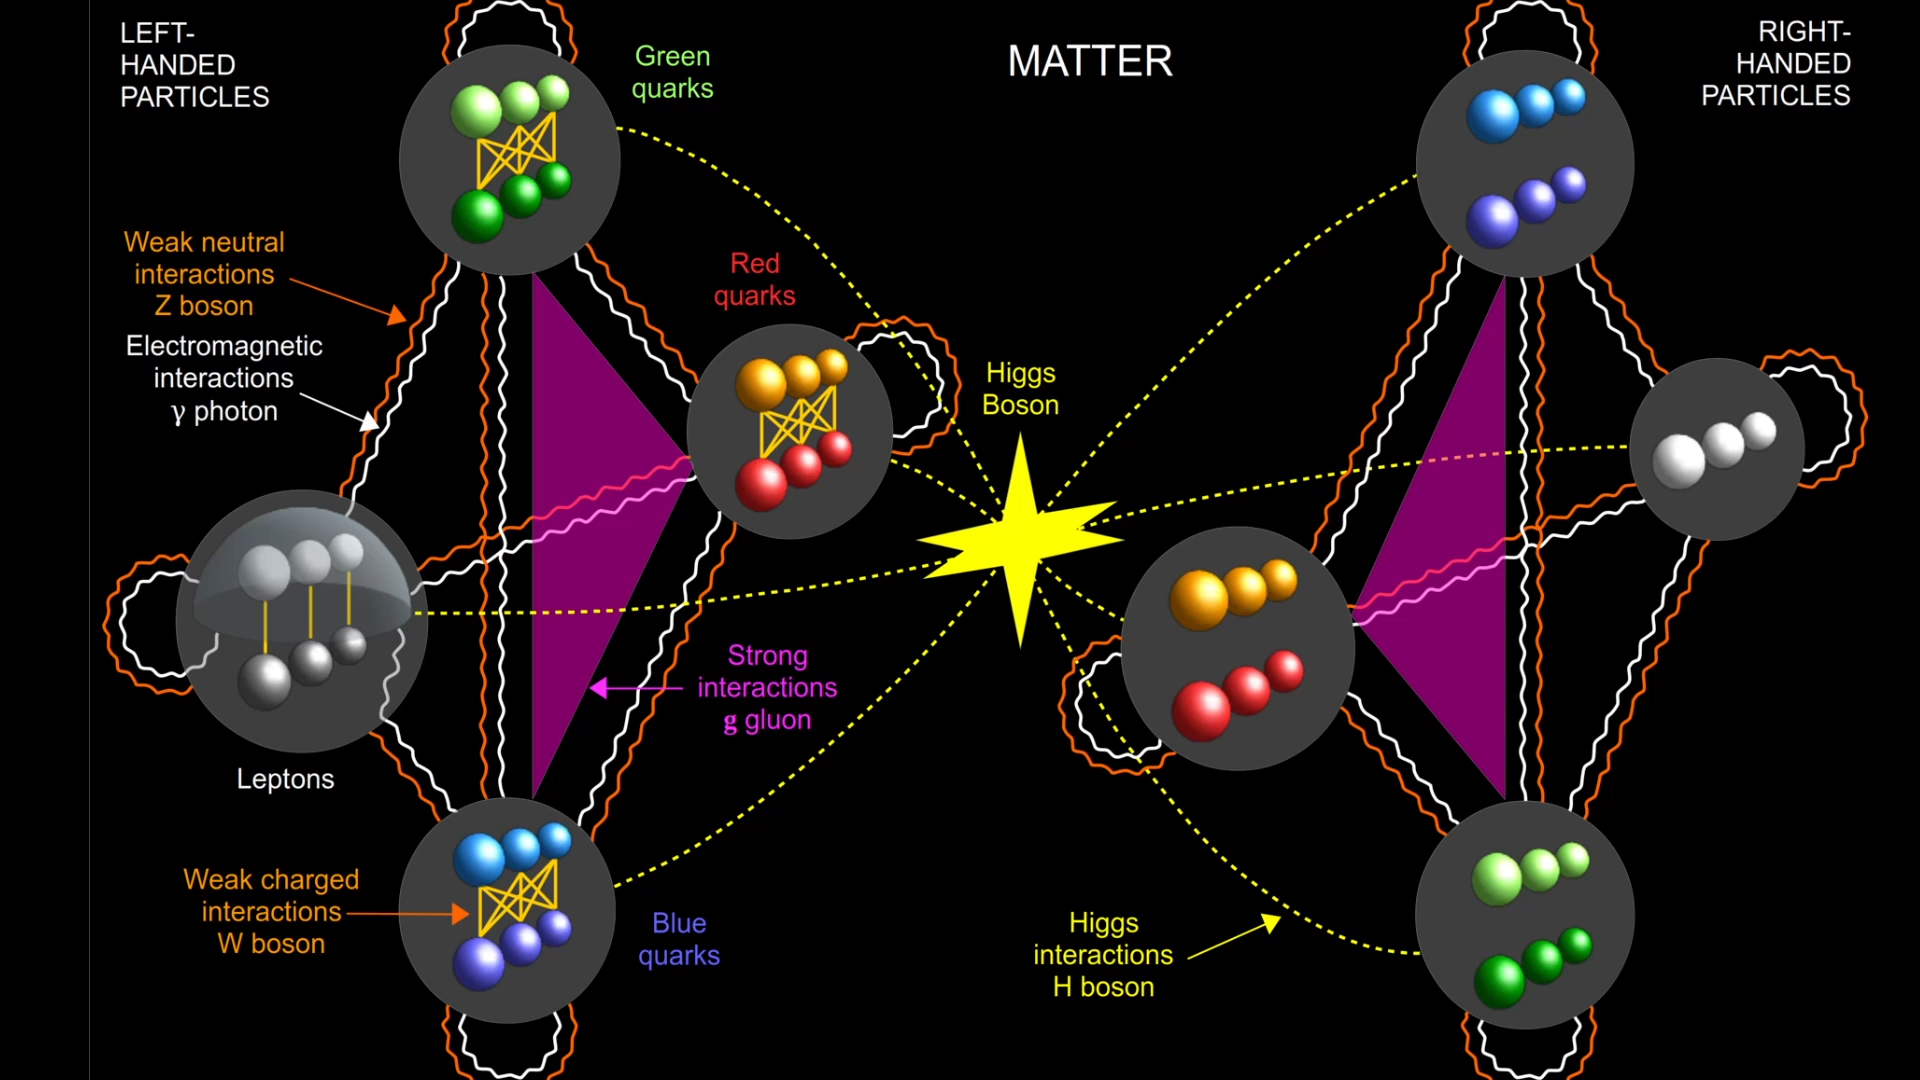 LEFT-
HANDED
PARTICLES
Green
quarks
MATTER
RIGHT-
HANDED
PARTICLES
Weak neutral
interactions
Z boson
Red
quarks
Electromagnetic
interactions
γ photon
Higgs
Boson
Strong
interactions
g gluon
Leptons
Weak charged
interactions
W boson
Blue
quarks
Higgs
interactions
H boson